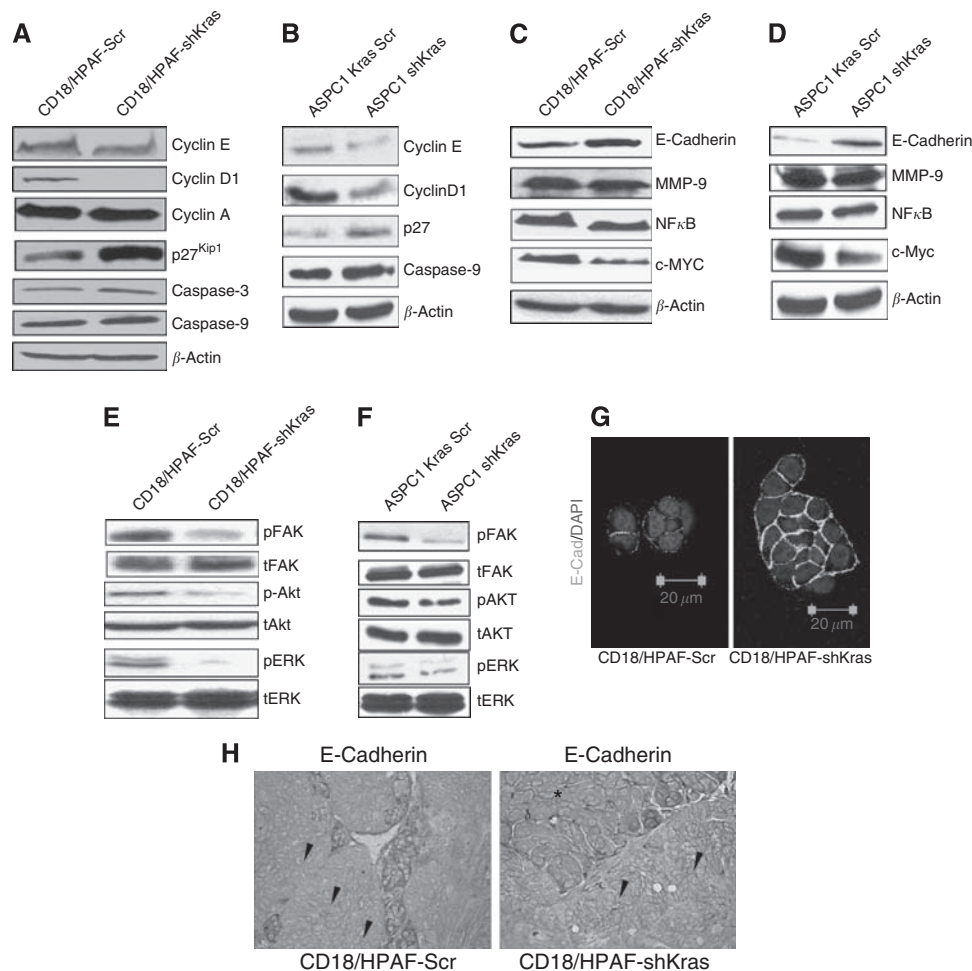 A
CD18/HPAF-Scr
CD18/HPAF-shKras
Cyclin E
Cyclin D1
Cyclin A
p27Kip1
Caspase-3
Caspase-9
β-Actin
B
ASPC1 Kras Scr
ASPC1 shKras
Cyclin E
CyclinD1
p27
Caspase-9
β-Actin
C
CD18/HPAF-Scr
CD18/HPAF-shKras
E-Cadherin
MMP-9
NFκB
c-MYC
β-Actin
D
ASPC1 Kras Scr
ASPC1 shKras
E-Cadherin
MMP-9
NFκB
c-Myc
β-Actin
E
CD18/HPAF-Scr
CD18/HPAF-shKras
pFAK
tFAK
p-Akt
tAkt
pERK
tERK
F
ASPC1 Kras Scr
ASPC1 shKras
pFAK
tFAK
pAKT
tAKT
pERK
tERK
G
E-Cad/DAPI
20 μm
20 μm
CD18/HPAF-Scr
CD18/HPAF-shKras
H
E-Cadherin
E-Cadherin
*
CD18/HPAF-Scr
CD18/HPAF-shKras